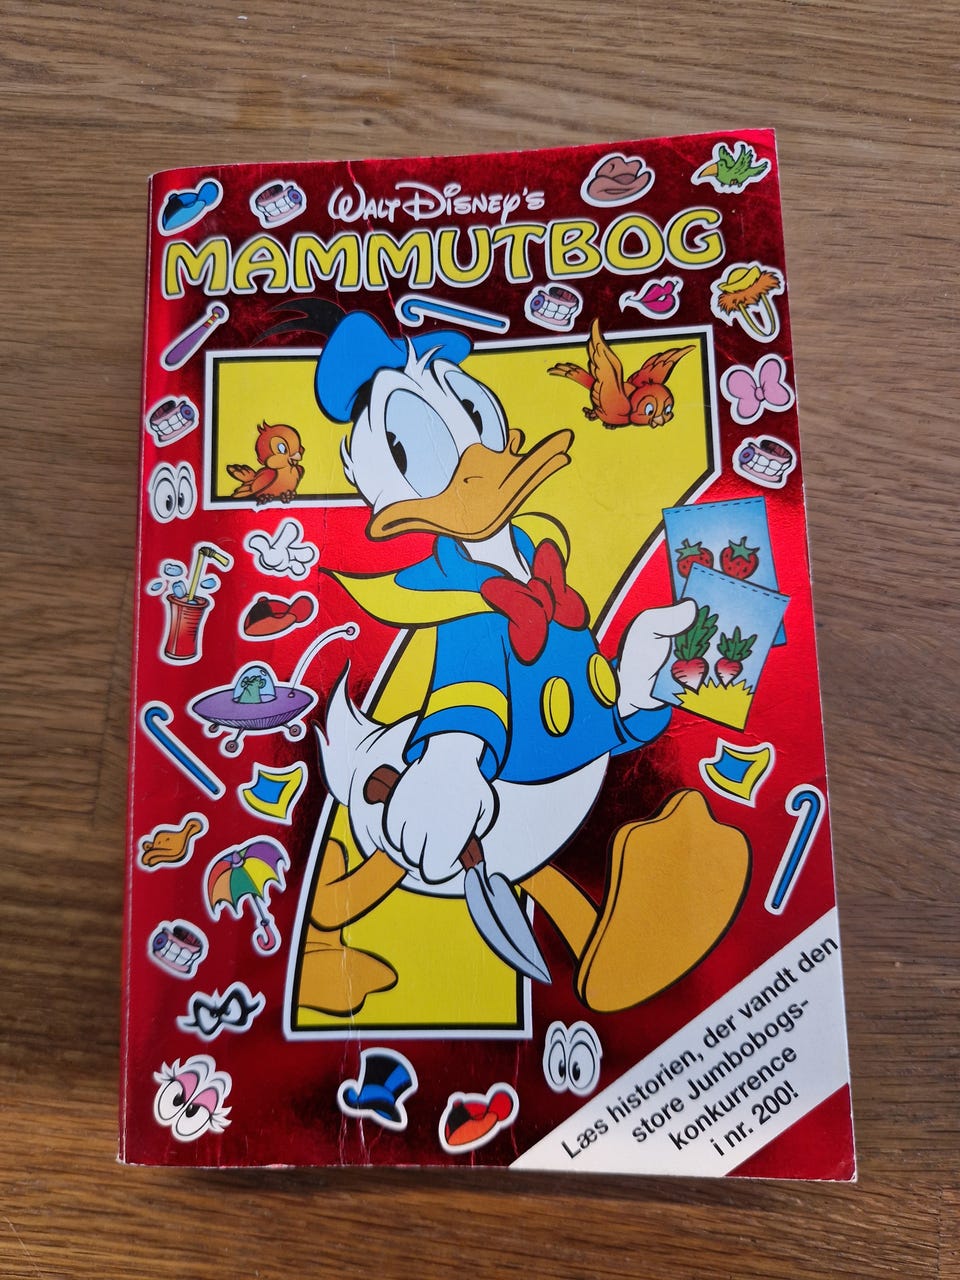 WALT DISNEY'S
MAMMUTBOG
7
Læs historien, der vandt den
store Jumbobogs-
konkurrence
i nr. 200!